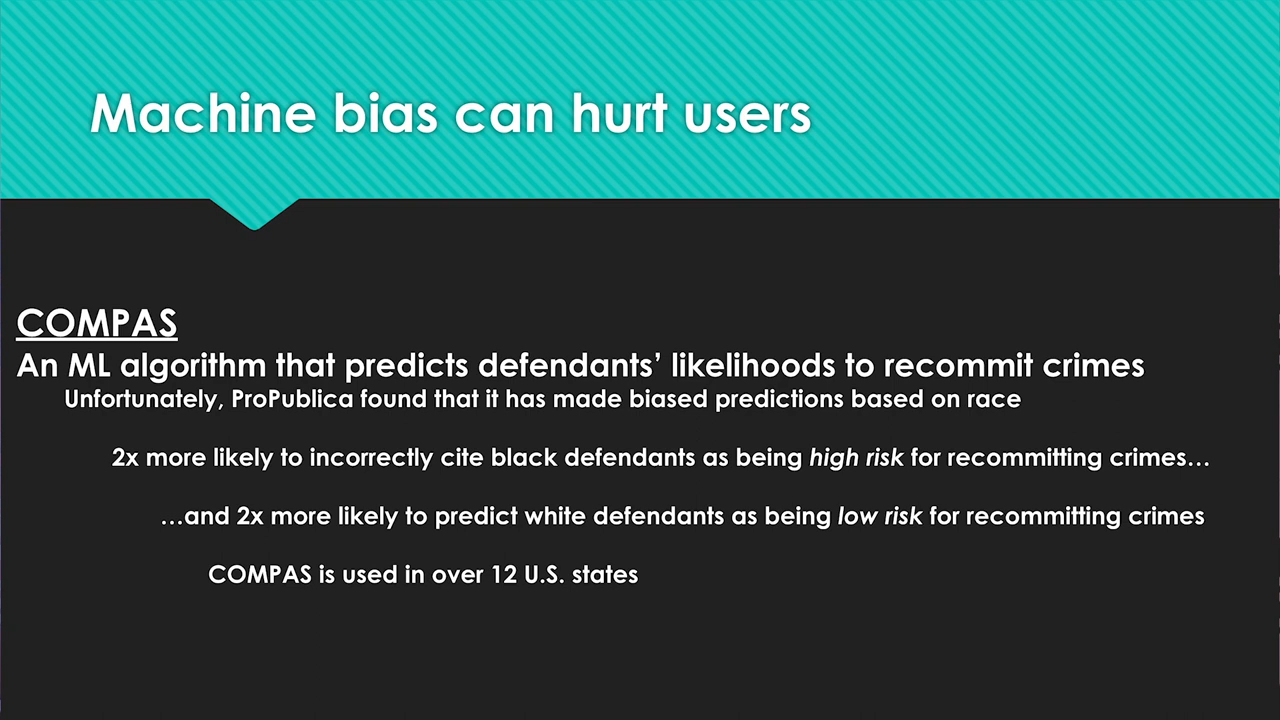 Machine bias can hurt users
COMPAS
An ML algorithm that predicts defendants’ likelihoods to recommit crimes
Unfortunately, ProPublica found that it has made biased predictions based on race
2x more likely to incorrectly cite black defendants as being high risk for recommitting crimes…
…and 2x more likely to predict white defendants as being low risk for recommitting crimes
COMPAS is used in over 12 U.S. states